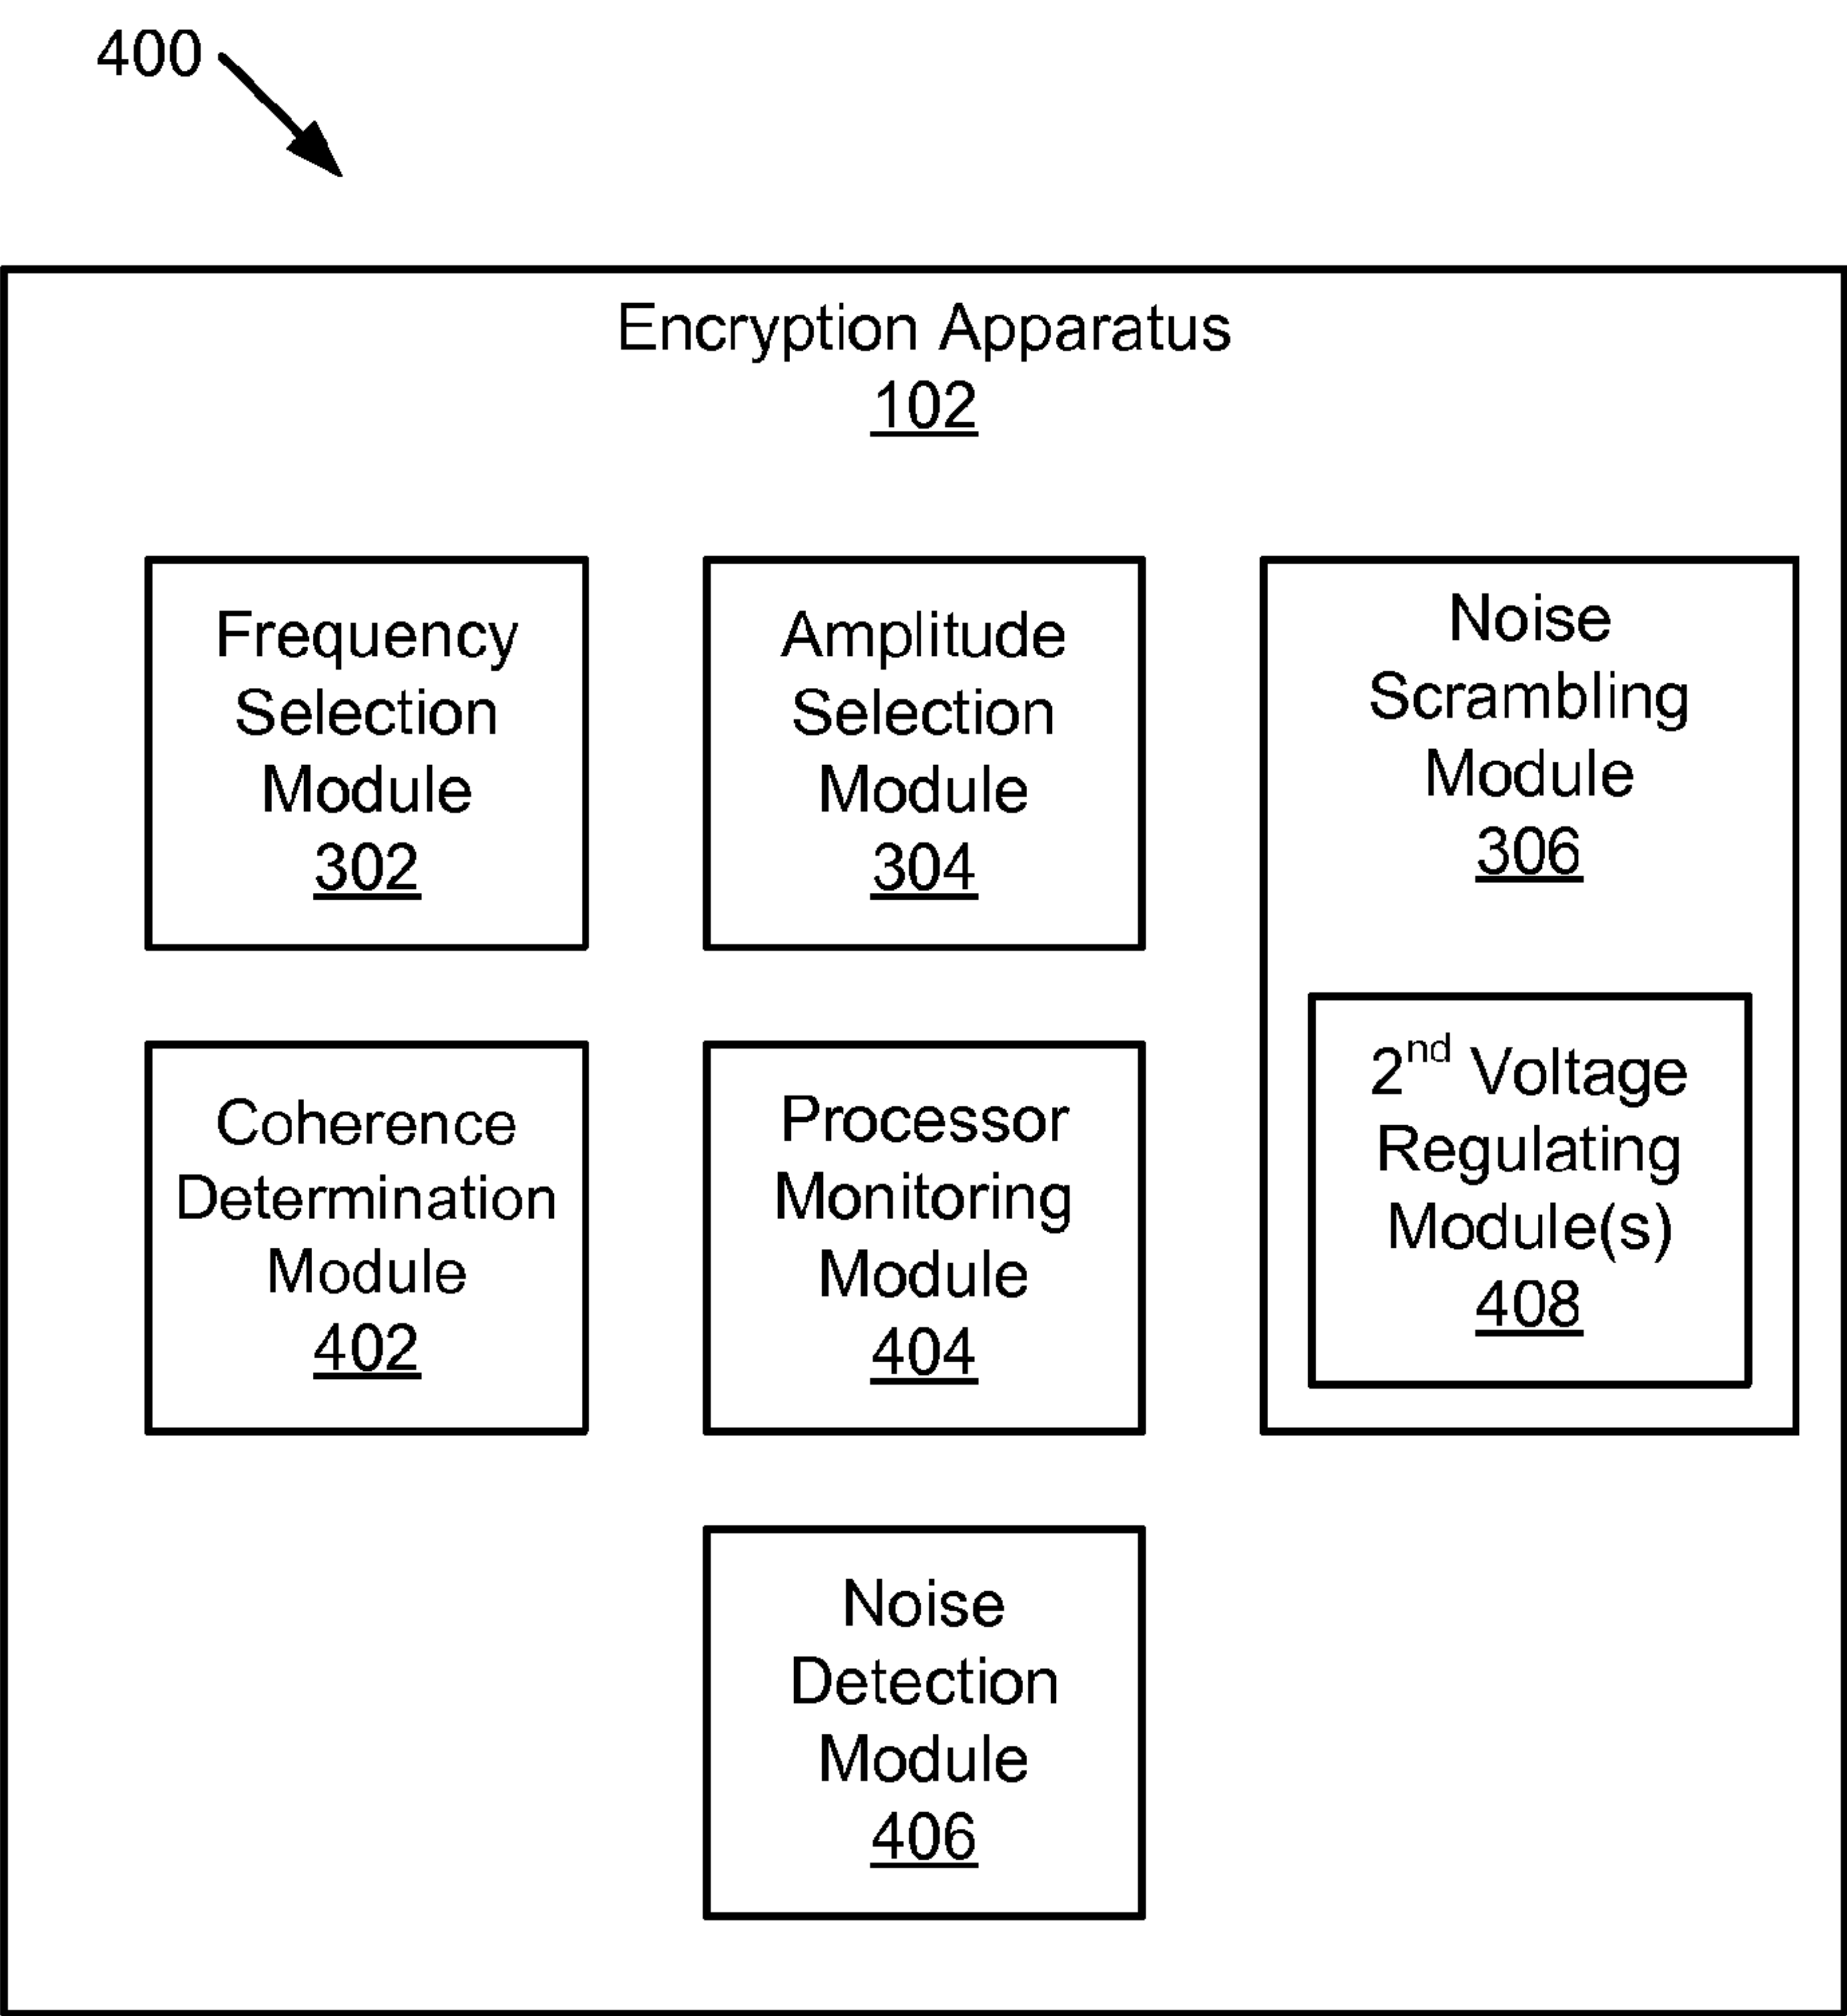 400
Encryption Apparatus
102
Frequency
Selection
Module
302
Amplitude
Selection
Module
304
Noise
Scrambling
Module
306
Coherence
Determination
Module
402
Processor
Monitoring
Module
404
2nd Voltage
Regulating
Module(s)
408
Noise
Detection
Module
406